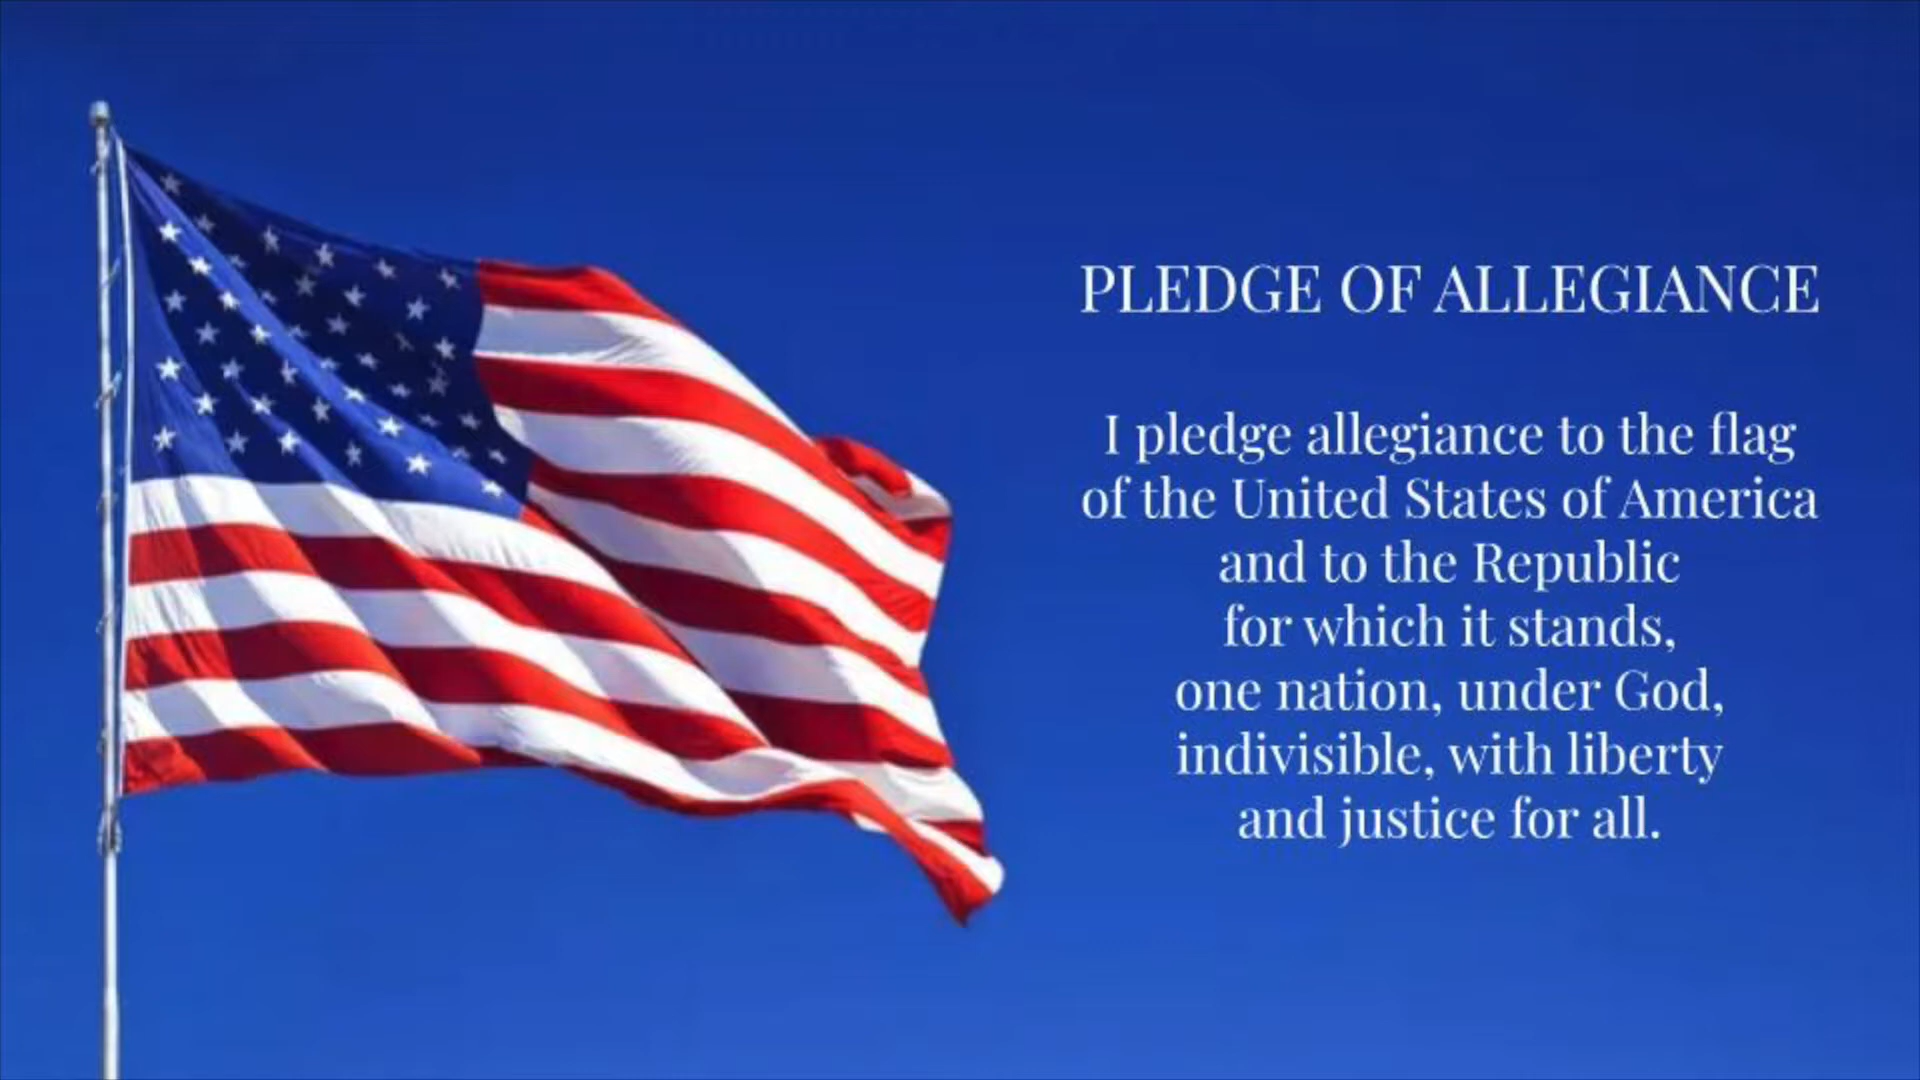 PLEDGE OF ALLEGIANCE
I pledge allegiance to the flag
of the United States of America
and to the Republic
for which it stands,
one nation, under God,
indivisible, with liberty
and justice for all.